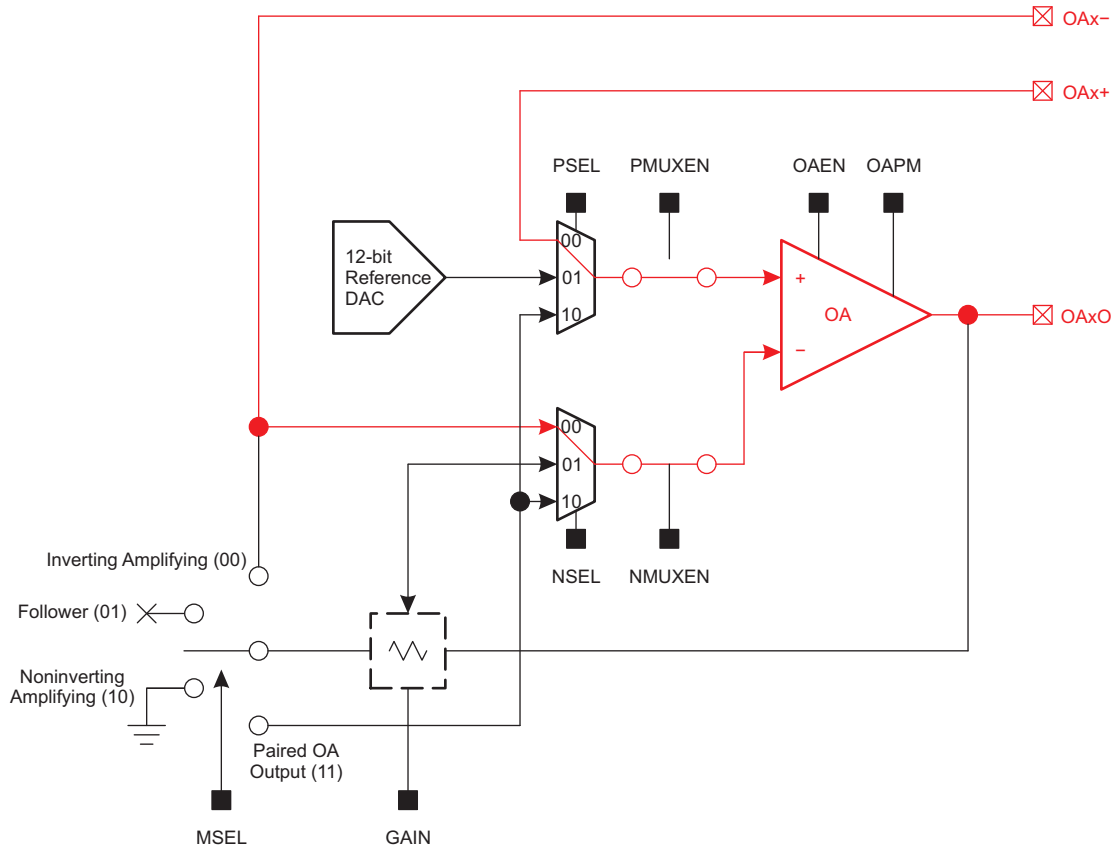 OAx−
OAx+
PSEL
PMUXEN
OAEN
OAPM
12-bit
Reference
DAC
00
01
10
+
OA
−
OAxO
00
01
10
Inverting Amplifying (00)
NSEL
NMUXEN
Follower (01)
Noninverting
Amplifying (10)
Paired OA
Output (11)
MSEL
GAIN